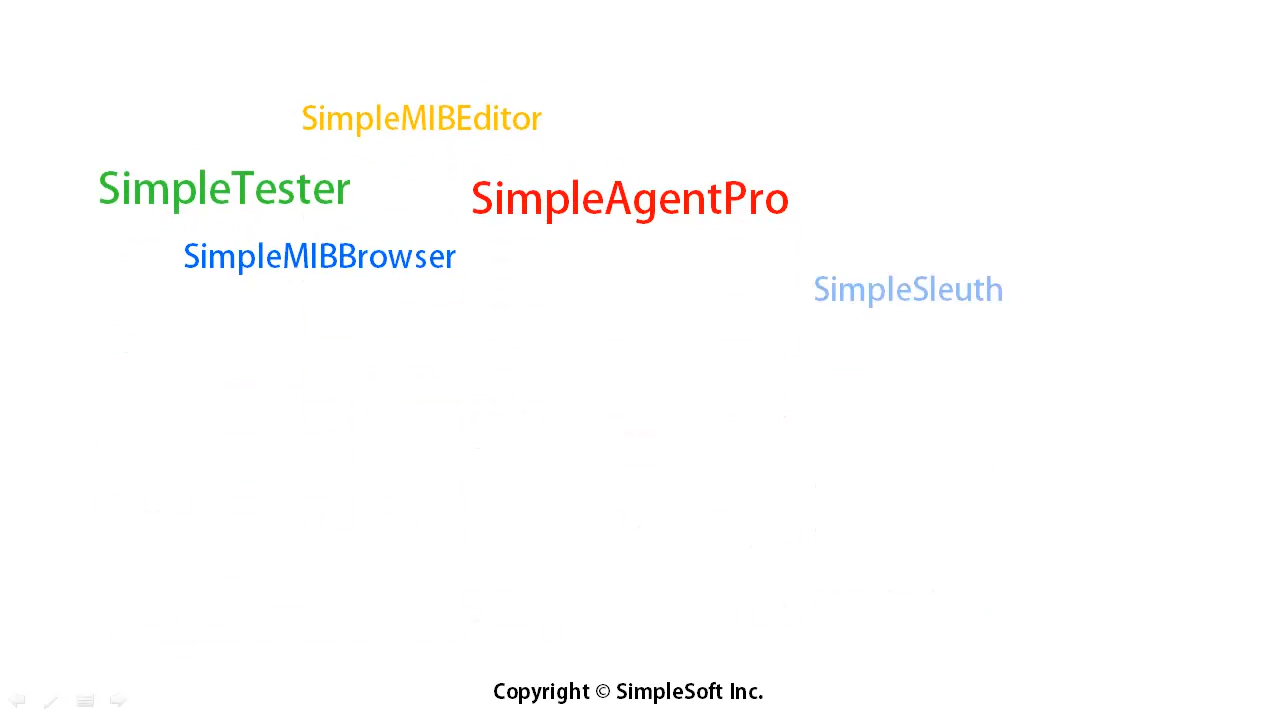 SimpleMIBEditor
SimpleTester
SimpleAgentPro
SimpleMIBBrowser
SimpleSleuth
Copyright © SimpleSoft Inc.